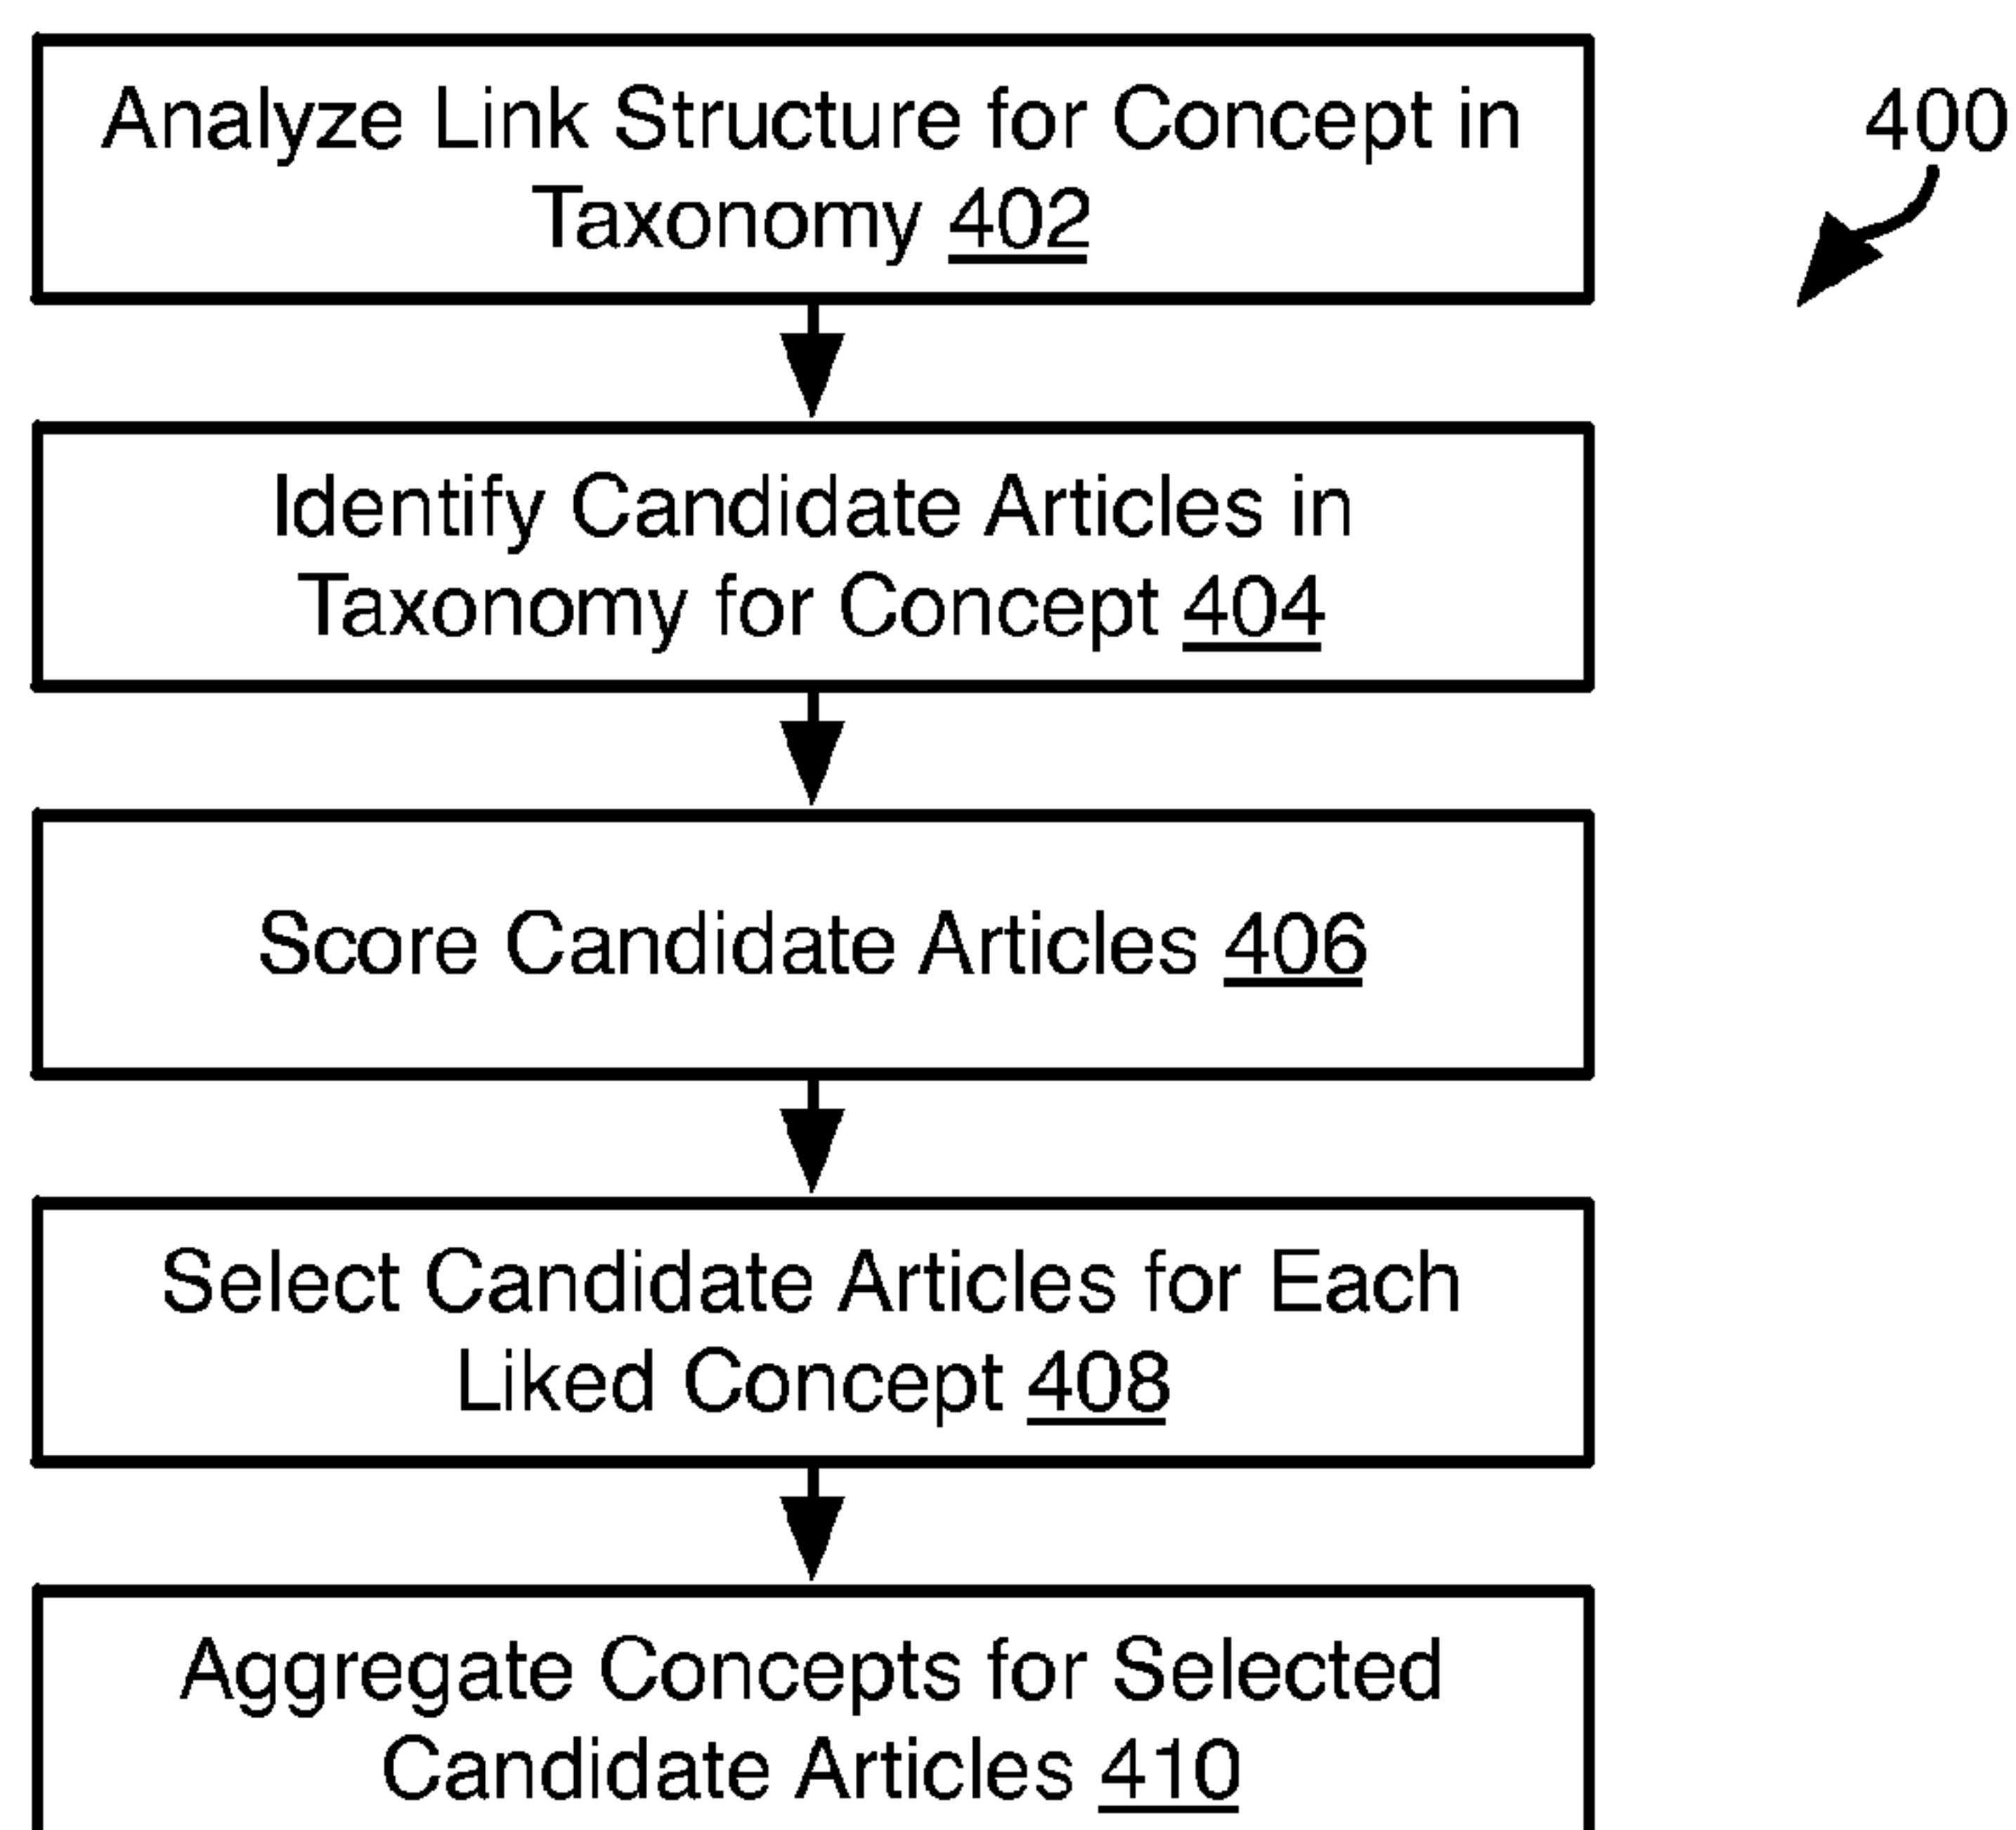 Analyze Link Structure for Concept in
Taxonomy 402
400
Identify Candidate Articles in
Taxonomy for Concept 404
Score Candidate Articles 406
Select Candidate Articles for Each
Liked Concept 408
Aggregate Concepts for Selected
Candidate Articles 410